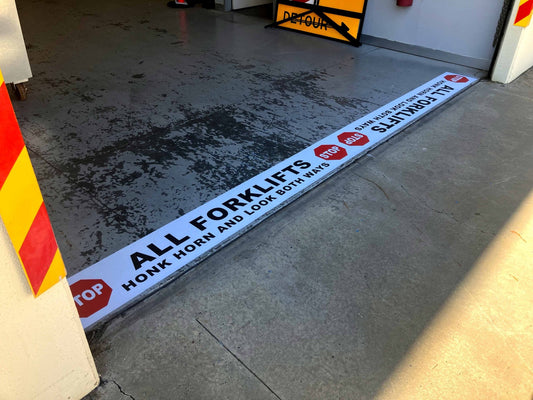 DETOUR
STOP
ALL FORKLIFTS
HONK HORN AND LOOK BOTH WAYS
STOP
STOP
ALL FORKLIFTS
HONK HORN AND LOOK BOTH WAYS
STOP